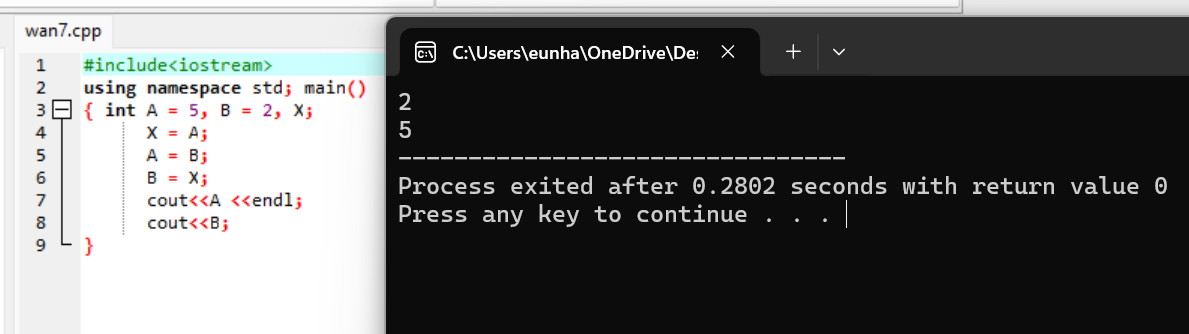 wan7.cpp
1 #include<iostream>
2 using namespace std; main()
3 { int A = 5, B = 2, X;
4 X = A;
5 A = B;
6 B = X;
7 cout<<A <<endl;
8 cout<<B;
9 }
C:\Users\eunha\OneDrive\De
2
5
--------------------------------
Process exited after 0.2802 seconds with return value 0
Press any key to continue . . .